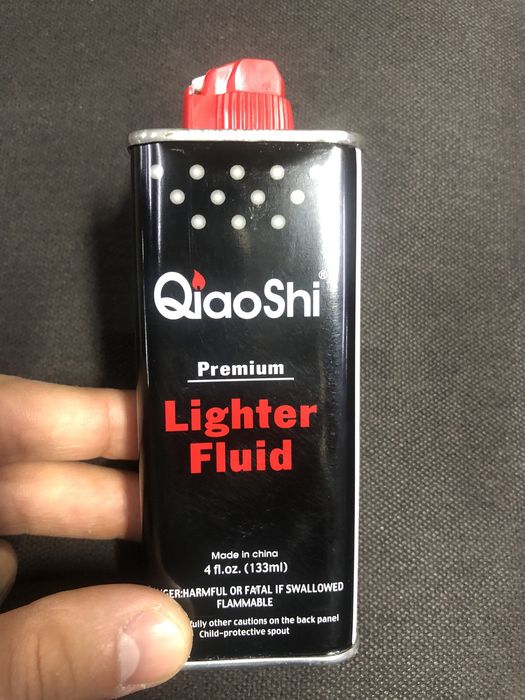 QiaoShi®
Premium
Lighter
Fluid
Made in china
4 fl.oz. (133ml)
HARMFUL OR FATAL IF SWALLOWED
FLAMMABLE
other cautions on the back panel
Child-protective spout